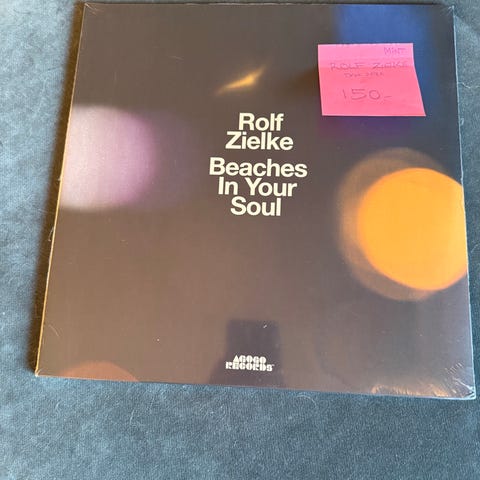 MINT
ROLF ZIELKE
150-
Rolf
Zielke
Beaches
In Your
Soul
AGOGO
RECORDS